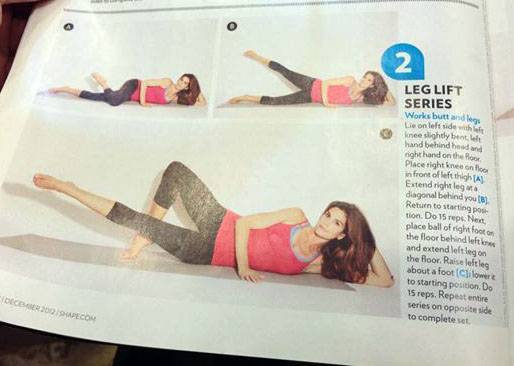 A
B
2
LEG LIFT
SERIES
Works butt and legs
Lie on left side with left
knee slightly bent, left
hand behind head and
right hand on the floor.
Place right knee on floor
in front of left thigh [A].
Extend right leg at a
diagonal behind you [B].
Return to starting posi-
tion. Do 15 reps. Next,
place ball of right foot on
the floor behind left knee
and extend left leg on
the floor. Raise left leg
about a foot [C]; lower it
to starting position. Do
15 reps. Repeat entire
series on opposite side
to complete set.
C
/ DECEMBER 2012 / SHAPE.COM